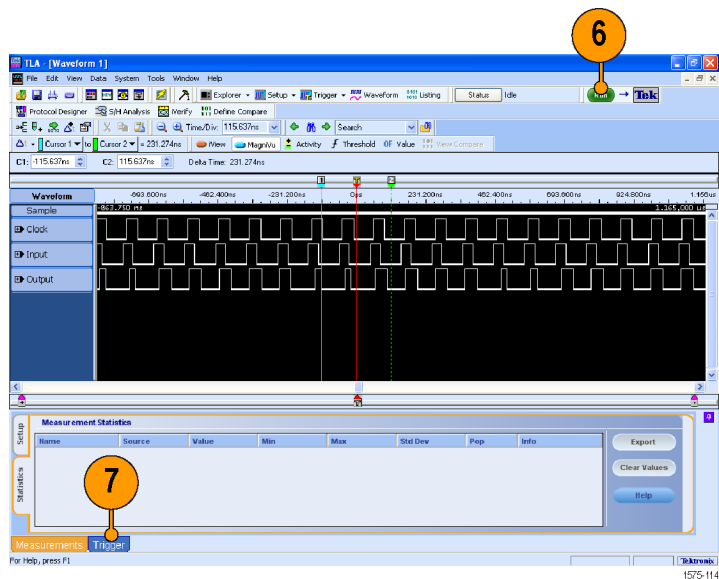 6
TLA - [Waveform 1]
File Edit View Data System Tools Window Help
Explorer Setup Trigger Waveform Listing Status Idle Run Tek
Protocol Designer S/H Analysis iVerify Define Compare
Time/Div: 115.637ns Search
Cursor 1 to Cursor 2 = 231.274ns iView MagniVu Activity Threshold Value View Compare
C1: -115.637ns C2: 115.637ns Delta Time: 231.274ns
Waveform -693.600ns -462.400ns -231.200ns 0ps 231.200ns 462.400ns 693.600ns 924.800ns 1.156us
Sample -863.750 ns 1.165,000 us
Clock
Input
Output
Setup
Statistics
Measurement Statistics
Name Source Value Min Max Std Dev Pop Info
Export
Clear Values
Help
7
Measurements Trigger
For Help, press F1 Tektronix
1575-114